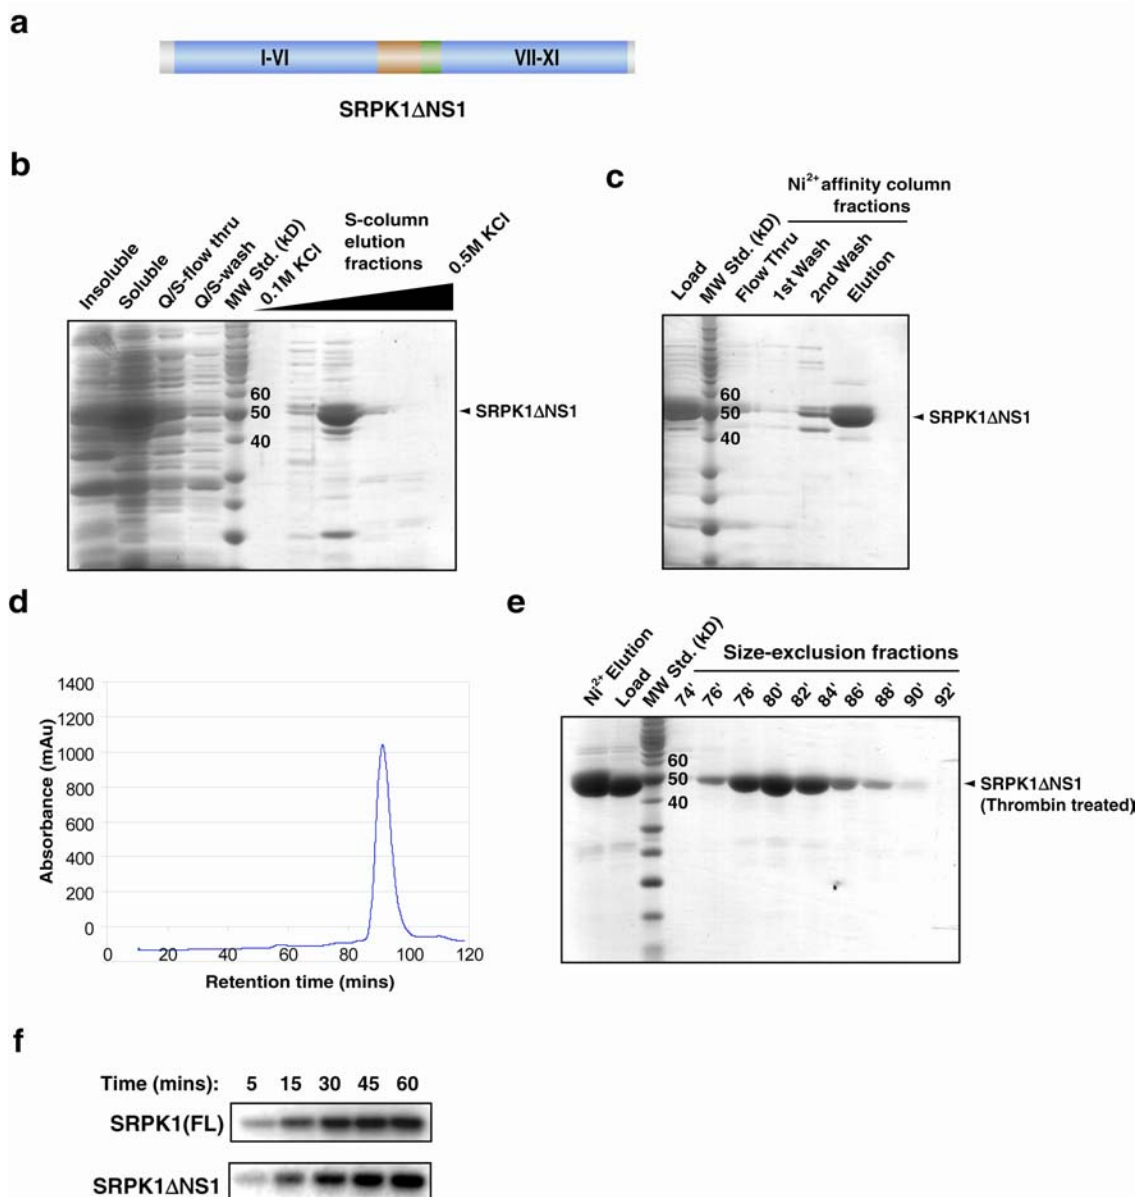 a
I-VI
VII-XI
SRPK1ΔNS1
b
Insoluble
Soluble
Q/S-flow thru
Q/S-wash
MW Std. (kD)
0.1M KCl
S-column
elution
fractions
0.5M KCl
60
50
40
SRPK1ΔNS1
c
Ni²⁺ affinity column
fractions
Load
MW Std. (kD)
Flow Thru
1st Wash
2nd Wash
Elution
60
50
40
SRPK1ΔNS1
d
Absorbance (mAu)
1400
1200
1000
800
600
400
200
0
0 20 40 60 80 100 120
Retention time (mins)
e
Ni²⁺ Elution
Load
MW Std. (kD)
Size-exclusion fractions
74' 76' 78' 80' 82' 84' 86' 88' 90' 92'
60
50
40
SRPK1ΔNS1
(Thrombin treated)
f
Time (mins): 5 15 30 45 60
SRPK1(FL)
SRPK1ΔNS1